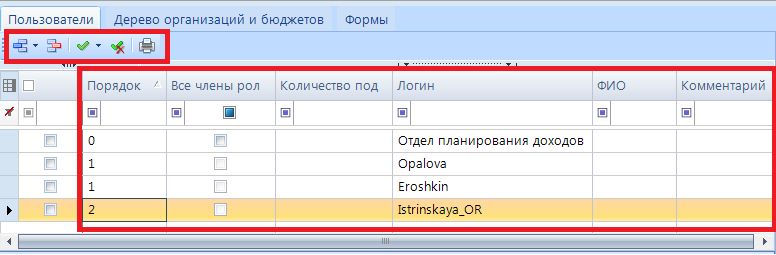 Пользователи Дерево организаций и бюджетов Формы
Порядок Все члены рол Количество под Логин ФИО Комментарий
0 Отдел планирования доходов
1 Opalova
1 Eroshkin
2 Istrinskaya_OR